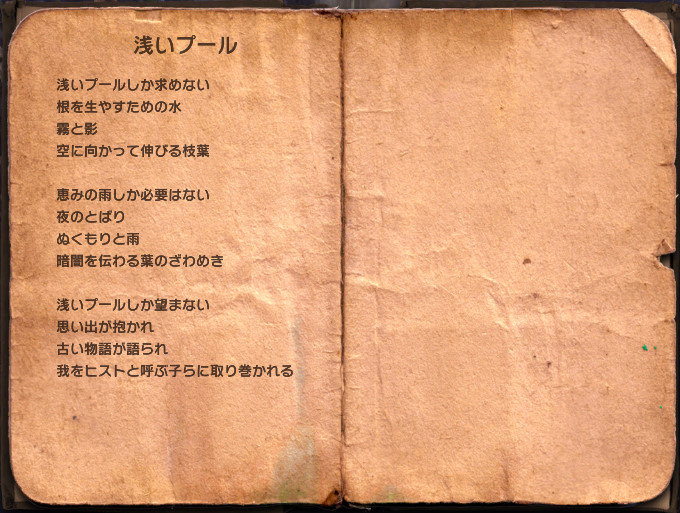 浅いプール
浅いプールしか求めない
根を生やすための水
霧と影
空に向かって伸びる枝葉
恵みの雨しか必要はない
夜のとばり
ぬくもりと雨
暗闇を伝わる葉のざわめき
浅いプールしか望まない
思い出が抱かれ
古い物語が語られ
我をヒストと呼ぶ子らに取り巻かれる